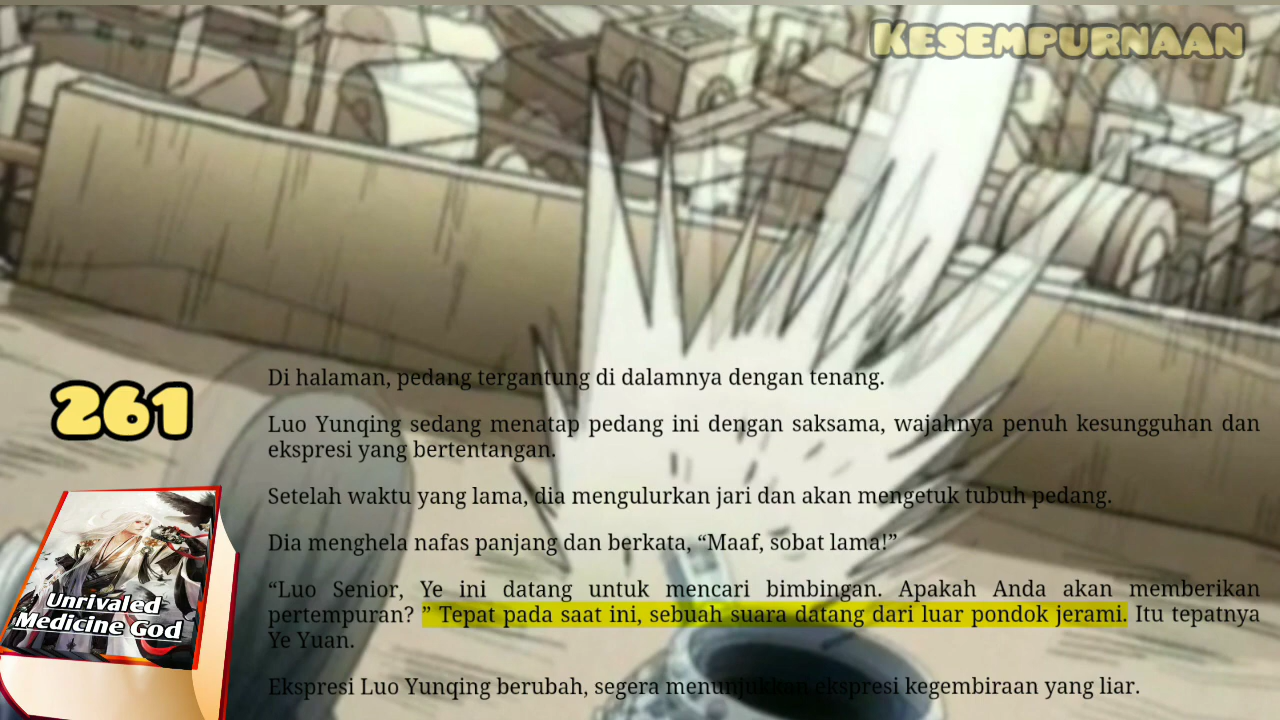 KESEMPURNAAN
Di halaman, pedang tergantung di dalamnya dengan tenang.
261
Luo Yunqing sedang menatap pedang ini dengan saksama, wajahnya penuh kesungguhan dan
ekspresi yang bertentangan.
Setelah waktu yang lama, dia mengulurkan jari dan akan mengetuk tubuh pedang.
Dia menghela nafas panjang dan berkata, “Maaf, sobat lama!”
“Luo Senior, Ye ini datang untuk mencari bimbingan. Apakah Anda akan memberikan
pertempuran? ” Tepat pada saat ini, sebuah suara datang dari luar pondok jerami. Itu tepatnya
Ye Yuan.
Ekspresi Luo Yunqing berubah, segera menunjukkan ekspresi kegembiraan yang liar.
Unrivaled
Medicine God